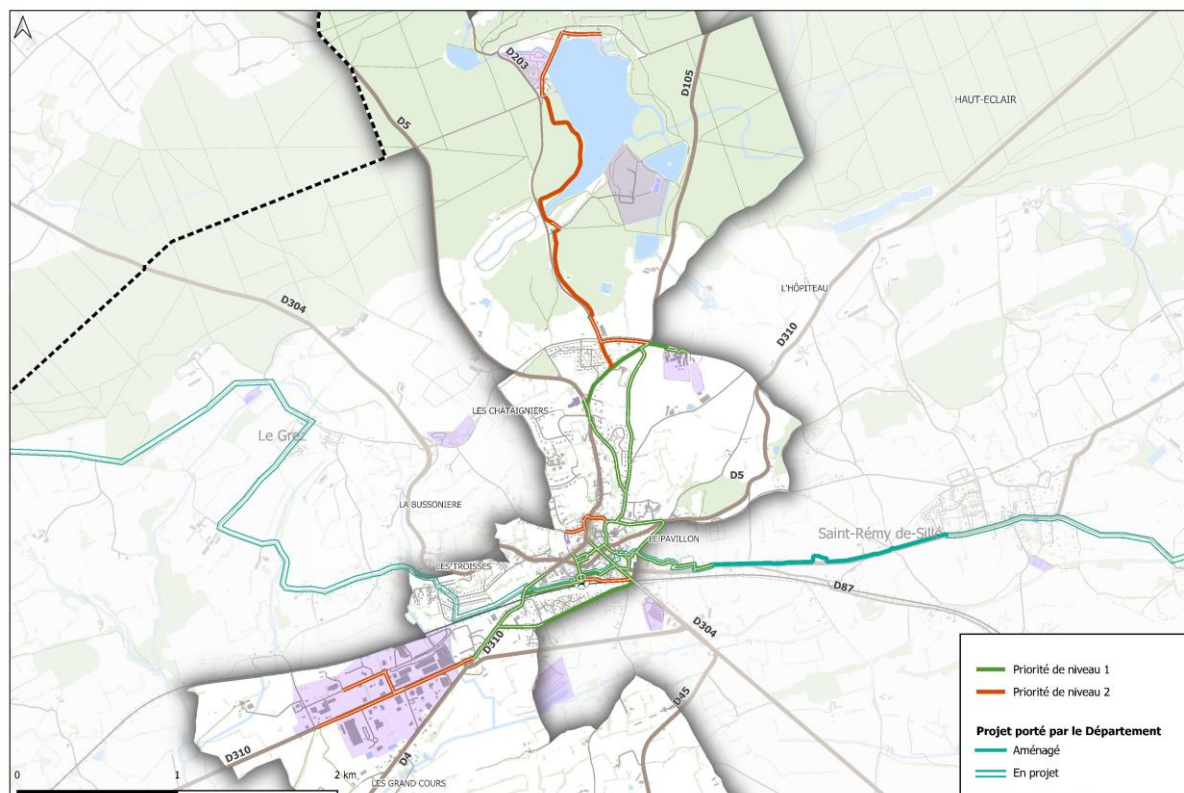 D203
D105
HAUT-ECLAIR
D5
L'HÔPITEAU
D304
D310
LES CHÂTAIGNIERS
Le Grez
D5
LA BUSSONIERE
Saint-Rémy de-Sillé
LE PAVILLON
LES TROISSES
D87
D310
D304
D45
D310
D4
LES GRAND COURS
0 1 2 km
Priorité de niveau 1
Priorité de niveau 2
Projet porté par le Département
Aménagé
En projet